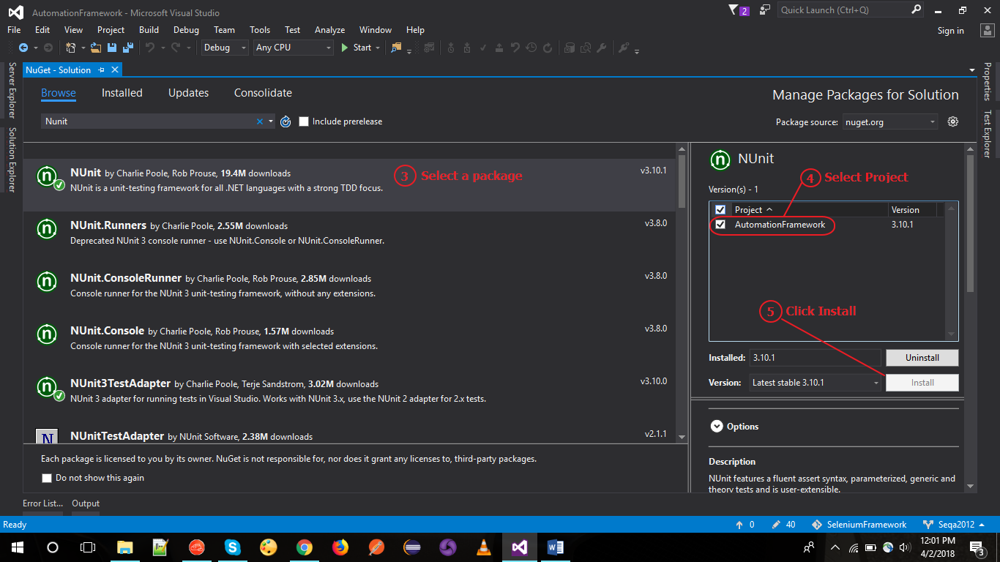 AutomationFramework - Microsoft Visual Studio
2
Quick Launch (Ctrl+Q)
File Edit View Project Build Debug Team Tools Test Analyze Window Help
Sign in
Debug
Any CPU
Start
Server Explorer
Solution Explorer
NuGet - Solution
Properties
Test Explorer
Browse Installed Updates Consolidate
Manage Packages for Solution
Nunit
Include prerelease
Package source: nuget.org
n
NUnit by Charlie Poole, Rob Prouse, 19.4M downloads
v3.10.1
NUnit is a unit-testing framework for all .NET languages with a strong TDD focus.
3 Select a package
n
NUnit.Runners by Charlie Poole, 2.55M downloads
v3.8.0
Deprecated NUnit 3 console runner - use NUnit.Console or NUnit.ConsoleRunner.
n
NUnit.ConsoleRunner by Charlie Poole, Rob Prouse, 2.85M downloads
v3.8.0
Console runner for the NUnit 3 unit-testing framework, without any extensions.
n
NUnit.Console by Charlie Poole, Rob Prouse, 1.57M downloads
v3.8.0
Console runner for the NUnit 3 unit-testing framework with selected extensions.
n
NUnit3TestAdapter by Charlie Poole, Terje Sandstrom, 3.02M downloads
v3.10.0
NUnit 3 adapter for running tests in Visual Studio. Works with NUnit 3.x, use the NUnit 2 adapter for 2.x tests.
N
NUnitTestAdapter by NUnit Software, 2.38M downloads
v2.1.1
Each package is licensed to you by its owner. NuGet is not responsible for, nor does it grant any licenses to, third-party packages.
Do not show this again
n
NUnit
4 Select Project
Version(s) - 1
Project Version
AutomationFramework 3.10.1
5 Click Install
Installed: 3.10.1 Uninstall
Version: Latest stable 3.10.1 Install
Options
Description
NUnit features a fluent assert syntax, parameterized, generic and
theory tests and is user-extensible.
Error List... Output
Ready
0
40
SeleniumFramework
Seqa2012
12:01 PM
4/2/2018
3